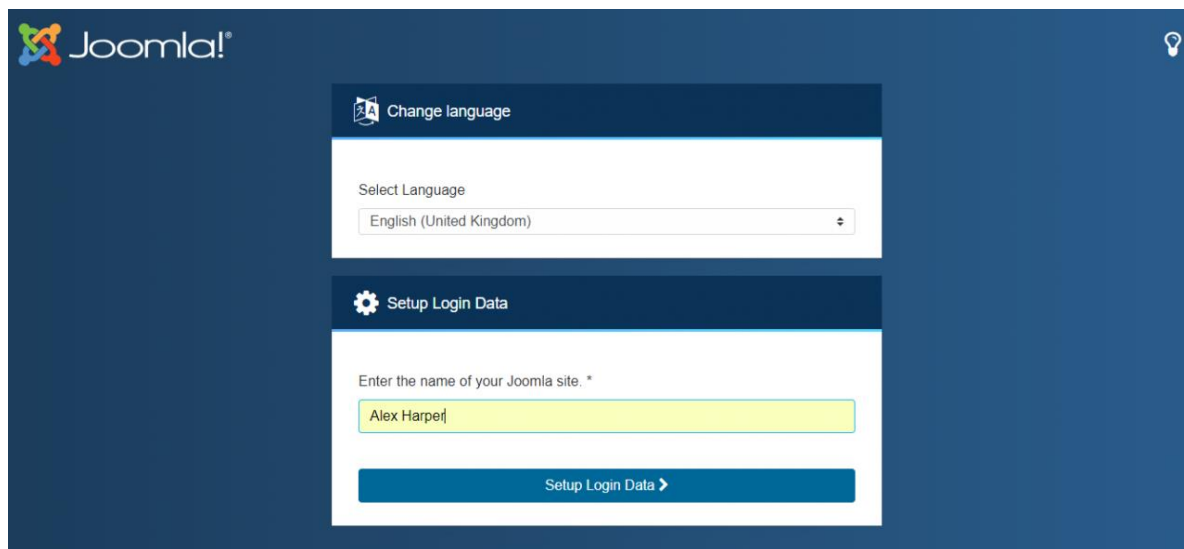 Joomla!®
Change language
Select Language
English (United Kingdom)
Setup Login Data
Enter the name of your Joomla site. *
Alex Harper
Setup Login Data